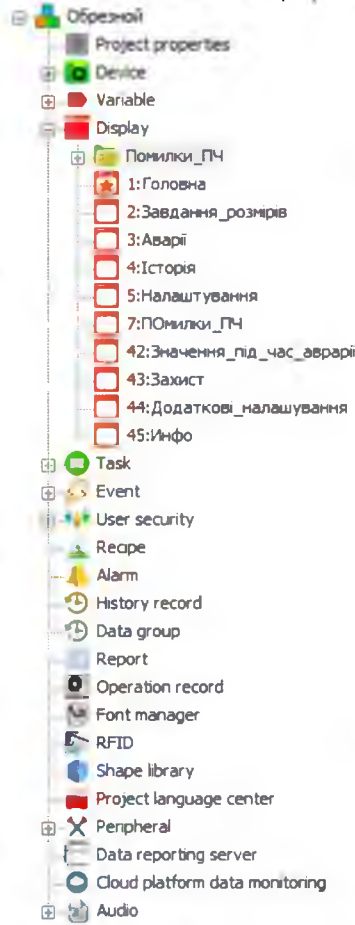 Обрезной
Project properties
Device
Variable
Display
Помилки_ПЧ
1:Головна
2:Завдання_розмірів
3:Аварії
4:Історія
5:Налаштування
7:ПОмилки_ПЧ
42:Значення_під_час_аврарії
43:Захист
44:Додаткові_налашування
45:Инфо
Task
Event
User security
Recipe
Alarm
History record
Data group
Report
Operation record
Font manager
RFID
Shape library
Project language center
Peripheral
Data reporting server
Cloud platform data monitoring
Audio